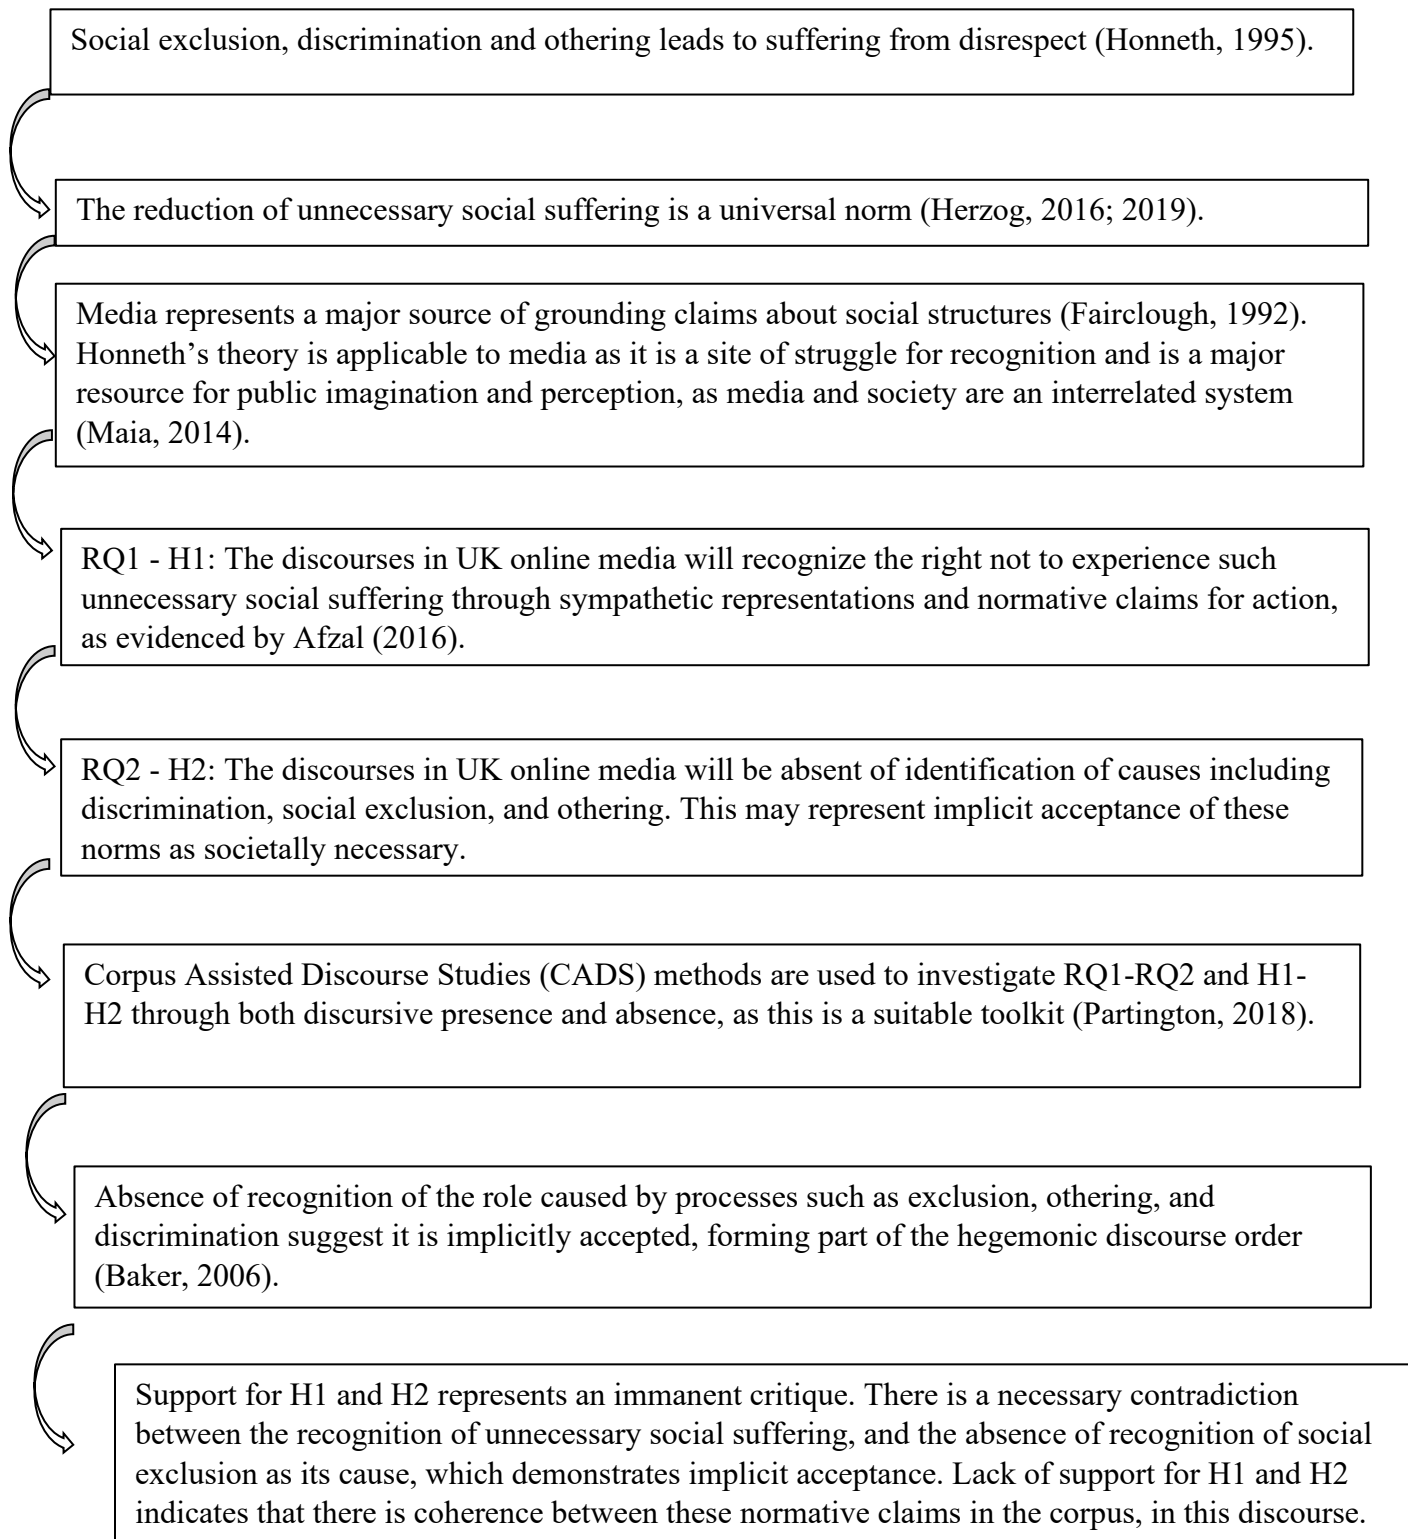 Social exclusion, discrimination and othering leads to suffering from disrespect (Honneth, 1995).
The reduction of unnecessary social suffering is a universal norm (Herzog, 2016; 2019).
Media represents a major source of grounding claims about social structures (Fairclough, 1992).
Honneth’s theory is applicable to media as it is a site of struggle for recognition and is a major
resource for public imagination and perception, as media and society are an interrelated system
(Maia, 2014).
RQ1 - H1: The discourses in UK online media will recognize the right not to experience such
unnecessary social suffering through sympathetic representations and normative claims for action,
as evidenced by Afzal (2016).
RQ2 - H2: The discourses in UK online media will be absent of identification of causes including
discrimination, social exclusion, and othering. This may represent implicit acceptance of these
norms as societally necessary.
Corpus Assisted Discourse Studies (CADS) methods are used to investigate RQ1-RQ2 and H1-
H2 through both discursive presence and absence, as this is a suitable toolkit (Partington, 2018).
Absence of recognition of the role caused by processes such as exclusion, othering, and
discrimination suggest it is implicitly accepted, forming part of the hegemonic discourse order
(Baker, 2006).
Support for H1 and H2 represents an immanent critique. There is a necessary contradiction
between the recognition of unnecessary social suffering, and the absence of recognition of social
exclusion as its cause, which demonstrates implicit acceptance. Lack of support for H1 and H2
indicates that there is coherence between these normative claims in the corpus, in this discourse.